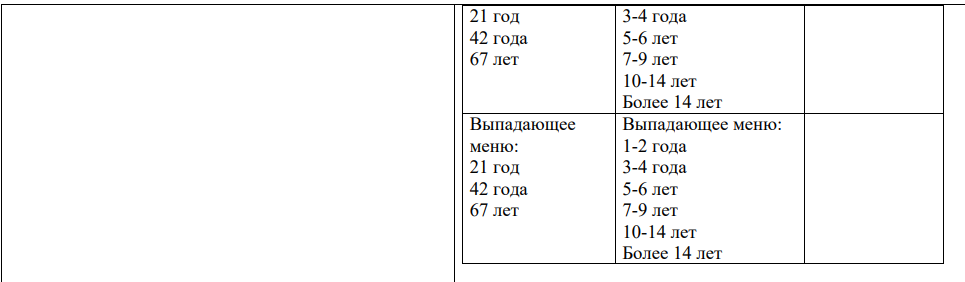 21 год
42 года
67 лет
3-4 года
5-6 лет
7-9 лет
10-14 лет
Более 14 лет
Выпадающее
меню:
21 год
42 года
67 лет
Выпадающее меню:
1-2 года
3-4 года
5-6 лет
7-9 лет
10-14 лет
Более 14 лет